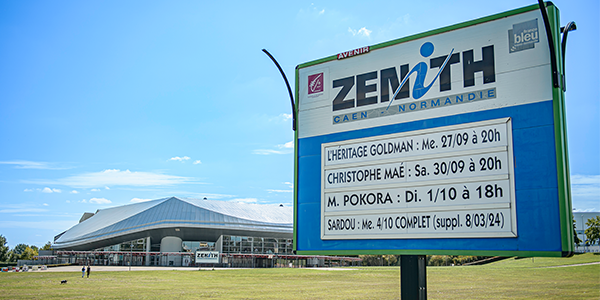 AVENIR
bleu
ZENiTH
CAEN - NORMANDIE
L'HÉRITAGE GOLDMAN : Me. 27/09 à 20h
CHRISTOPHE MAÉ : Sa. 30/09 à 20h
M. POKORA : Di. 1/10 à 18h
SARDOU : Me. 4/10 COMPLET (suppl. 8/03/24)
ZENiTH